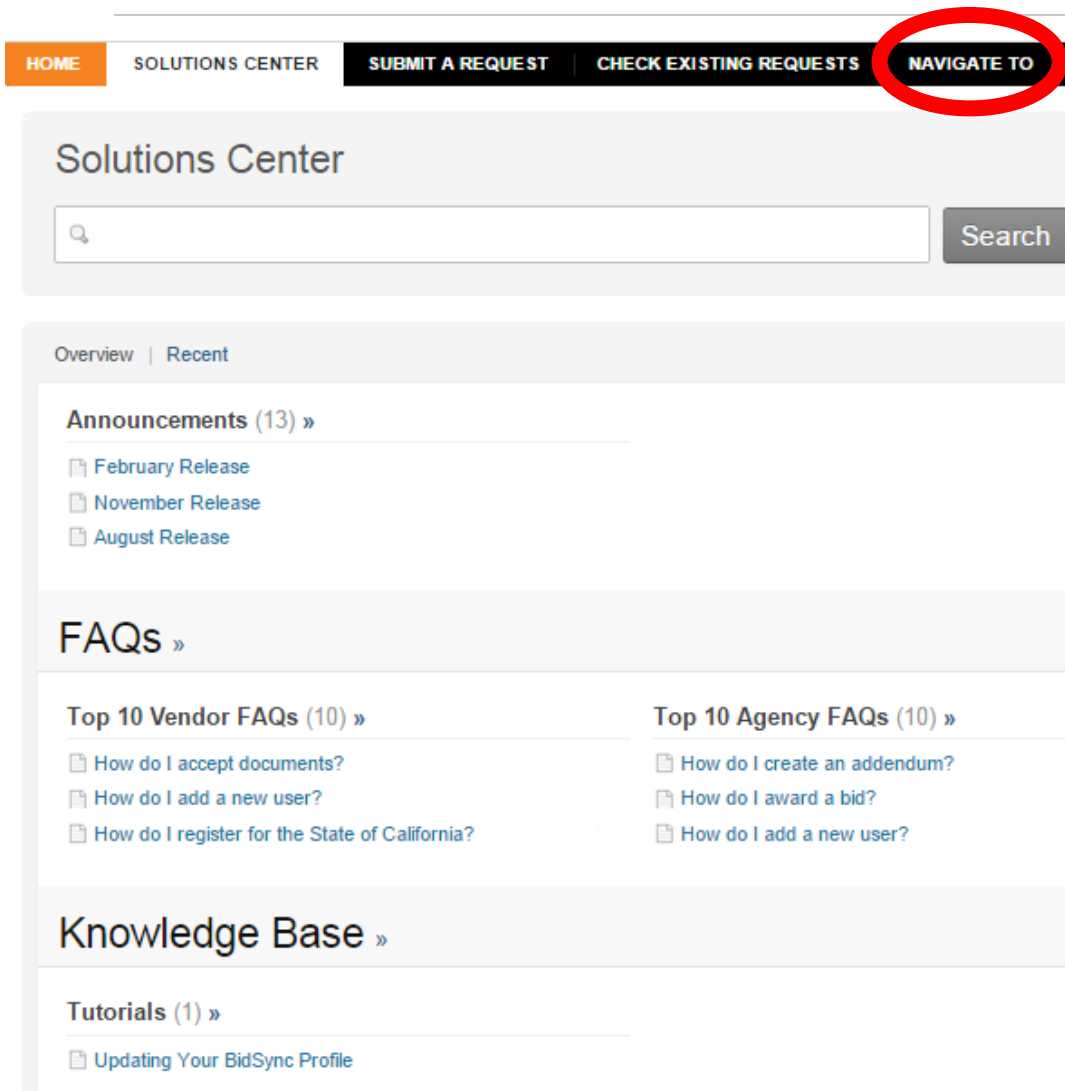 HOME SOLUTIONS CENTER SUBMIT A REQUEST CHECK EXISTING REQUESTS NAVIGATE TO
Solutions Center
Search
Overview | Recent
Announcements (13) »
February Release
November Release
August Release
FAQs »
Top 10 Vendor FAQs (10) »
How do I accept documents?
How do I add a new user?
How do I register for the State of California?
Top 10 Agency FAQs (10) »
How do I create an addendum?
How do I award a bid?
How do I add a new user?
Knowledge Base »
Tutorials (1) »
Updating Your BidSync Profile